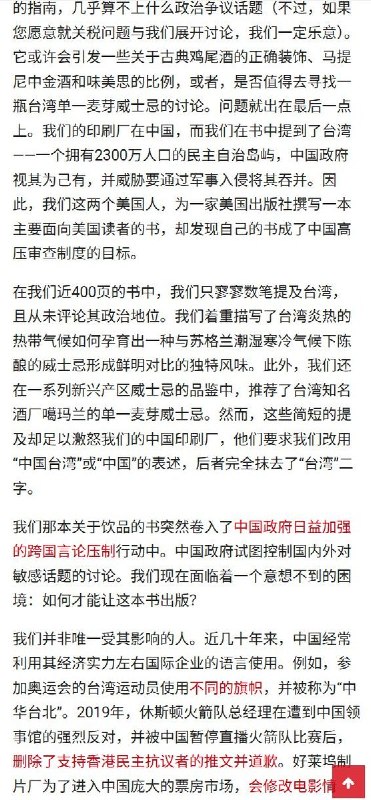 的指南，几乎算不上什么政治争议话题（不过，如果
您愿意就关税问题与我们展开讨论，我们一定乐意）。
它或许会引发一些关于古典鸡尾酒的正确装饰、马提
尼中金酒和味美思的比例，或者，是否值得去寻找一
瓶台湾单一麦芽威士忌的讨论。问题就出在最后一点
上。我们的印刷厂在中国，而我们在书中提到了台湾
——一个拥有2300万人口的民主自治岛屿，中国政府
视其为己有，并威胁要通过军事入侵将其吞并。因
此，我们这两个美国人，为一家美国出版社撰写一本
主要面向美国读者的书，却发现自己的书成了中国高
压审查制度的目标。
在我们近400页的书中，我们只寥寥数笔提及台湾，
且从未评论其政治地位。我们着重描写了台湾炎热的
热带气候如何孕育出一种与苏格兰潮湿寒冷气候下陈
酿的威士忌形成鲜明对比的独特风味。此外，我们还
在一系列新兴产区威士忌的品鉴中，推荐了台湾知名
酒厂噶玛兰的单一麦芽威士忌。然而，这些简短的提
及却足以激怒我们的中国印刷厂，他们要求我们改用
“中国台湾”或“中国”的表述，后者完全抹去了“台湾”二
字。
我们那本关于饮品的书突然卷入了中国政府日益加强
的跨国言论压制行动中。中国政府试图控制国内外对
敏感话题的讨论。我们现在面临着一个意想不到的困
境：如何才能让这本书出版？
我们并非唯一受其影响的人。近几十年来，中国经常
利用其经济实力左右国际企业的语言使用。例如，参
加奥运会的台湾运动员使用不同的旗帜，并被称为“中
华台北”。2019年，休斯顿火箭队总经理在遭到中国领
事馆的强烈反对，并被中国暂停直播火箭队比赛后，
删除了支持香港民主抗议者的推文并道歉。好莱坞制
片厂为了进入中国庞大的票房市场，会修改电影情